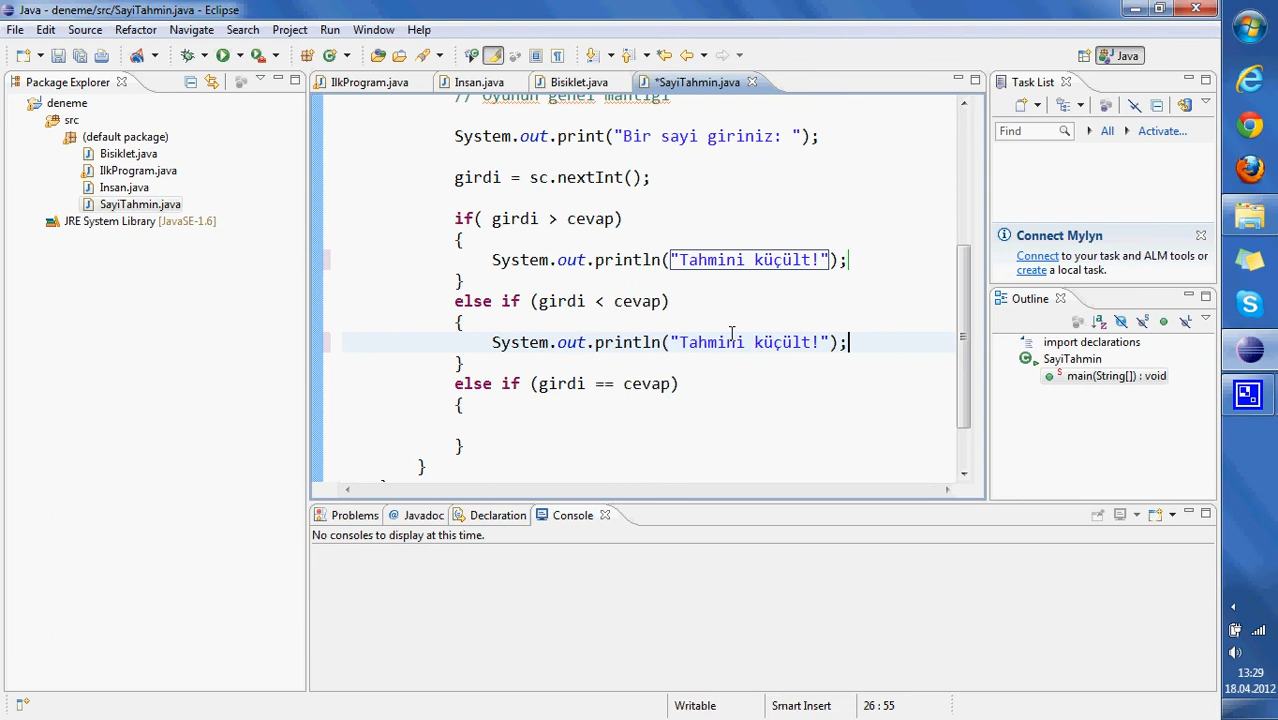 Java - deneme/src/SayiTahmin.java - Eclipse
File Edit Source Refactor Navigate Search Project Run Window Help
Java
Package Explorer
IlkProgram.java Insan.java Bisiklet.java *SayiTahmin.java
Task List
deneme
src
(default package)
Bisiklet.java
IlkProgram.java
Insan.java
SayiTahmin.java
JRE System Library [JavaSE-1.6]
// Oyunun genel mantigi
System.out.print("Bir sayi giriniz: ");
girdi = sc.nextInt();
if( girdi > cevap)
{
System.out.println("Tahmini küçült!");
}
else if (girdi < cevap)
{
System.out.println("Tahmini küçült!");
}
else if (girdi == cevap)
{
}
}
Find All Activate...
Connect Mylyn
Connect to your task and ALM tools or
create a local task.
Outline
import declarations
SayiTahmin
main(String[]) : void
Problems Javadoc Declaration Console
No consoles to display at this time.
Writable Smart Insert 26 : 55
13:29
18.04.2012